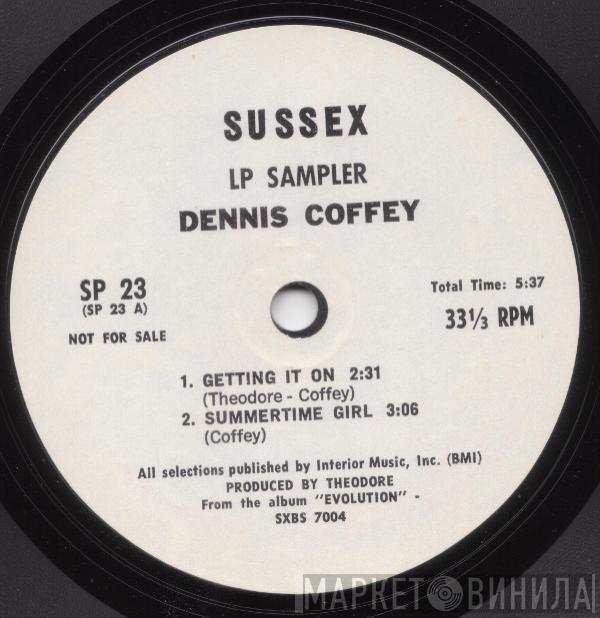 SUSSEX
LP SAMPLER
DENNIS COFFEY
SP 23
(SP 23 A)
NOT FOR SALE
Total Time: 5:37
33⅓ RPM
1. GETTING IT ON 2:31
(Theodore - Coffey)
2. SUMMERTIME GIRL 3:06
(Coffey)
All selections published by Interior Music, Inc. (BMI)
PRODUCED BY THEODORE
From the album "EVOLUTION" -
SXBS 7004
МАРКЕТ ВИНИЛА